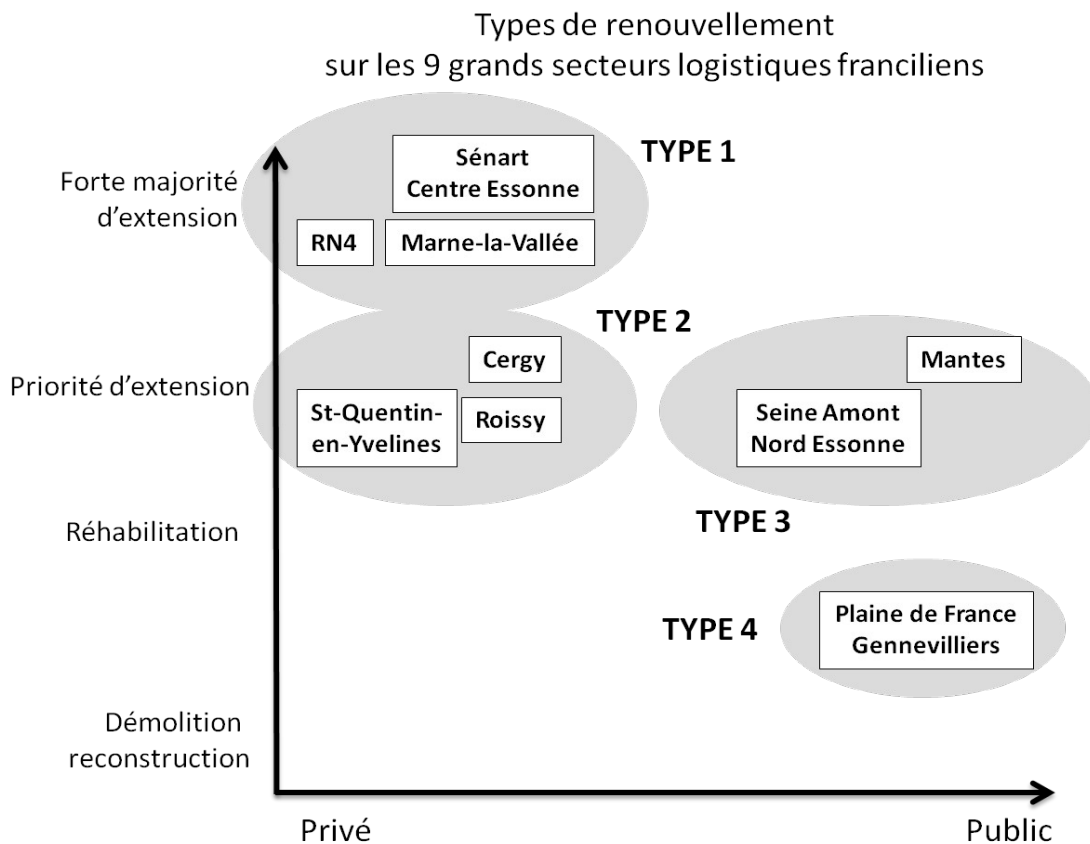 Types de renouvellement
sur les 9 grands secteurs logistiques franciliens
TYPE 1
Forte majorité
d'extension
Sénart
Centre Essonne
RN4
Marne-la-Vallée
TYPE 2
Priorité d'extension
Cergy
St-Quentin-
en-Yvelines
Roissy
Mantes
Seine Amont
Nord Essonne
TYPE 3
Réhabilitation
TYPE 4
Plaine de France
Gennevilliers
Démolition
reconstruction
Privé
Public